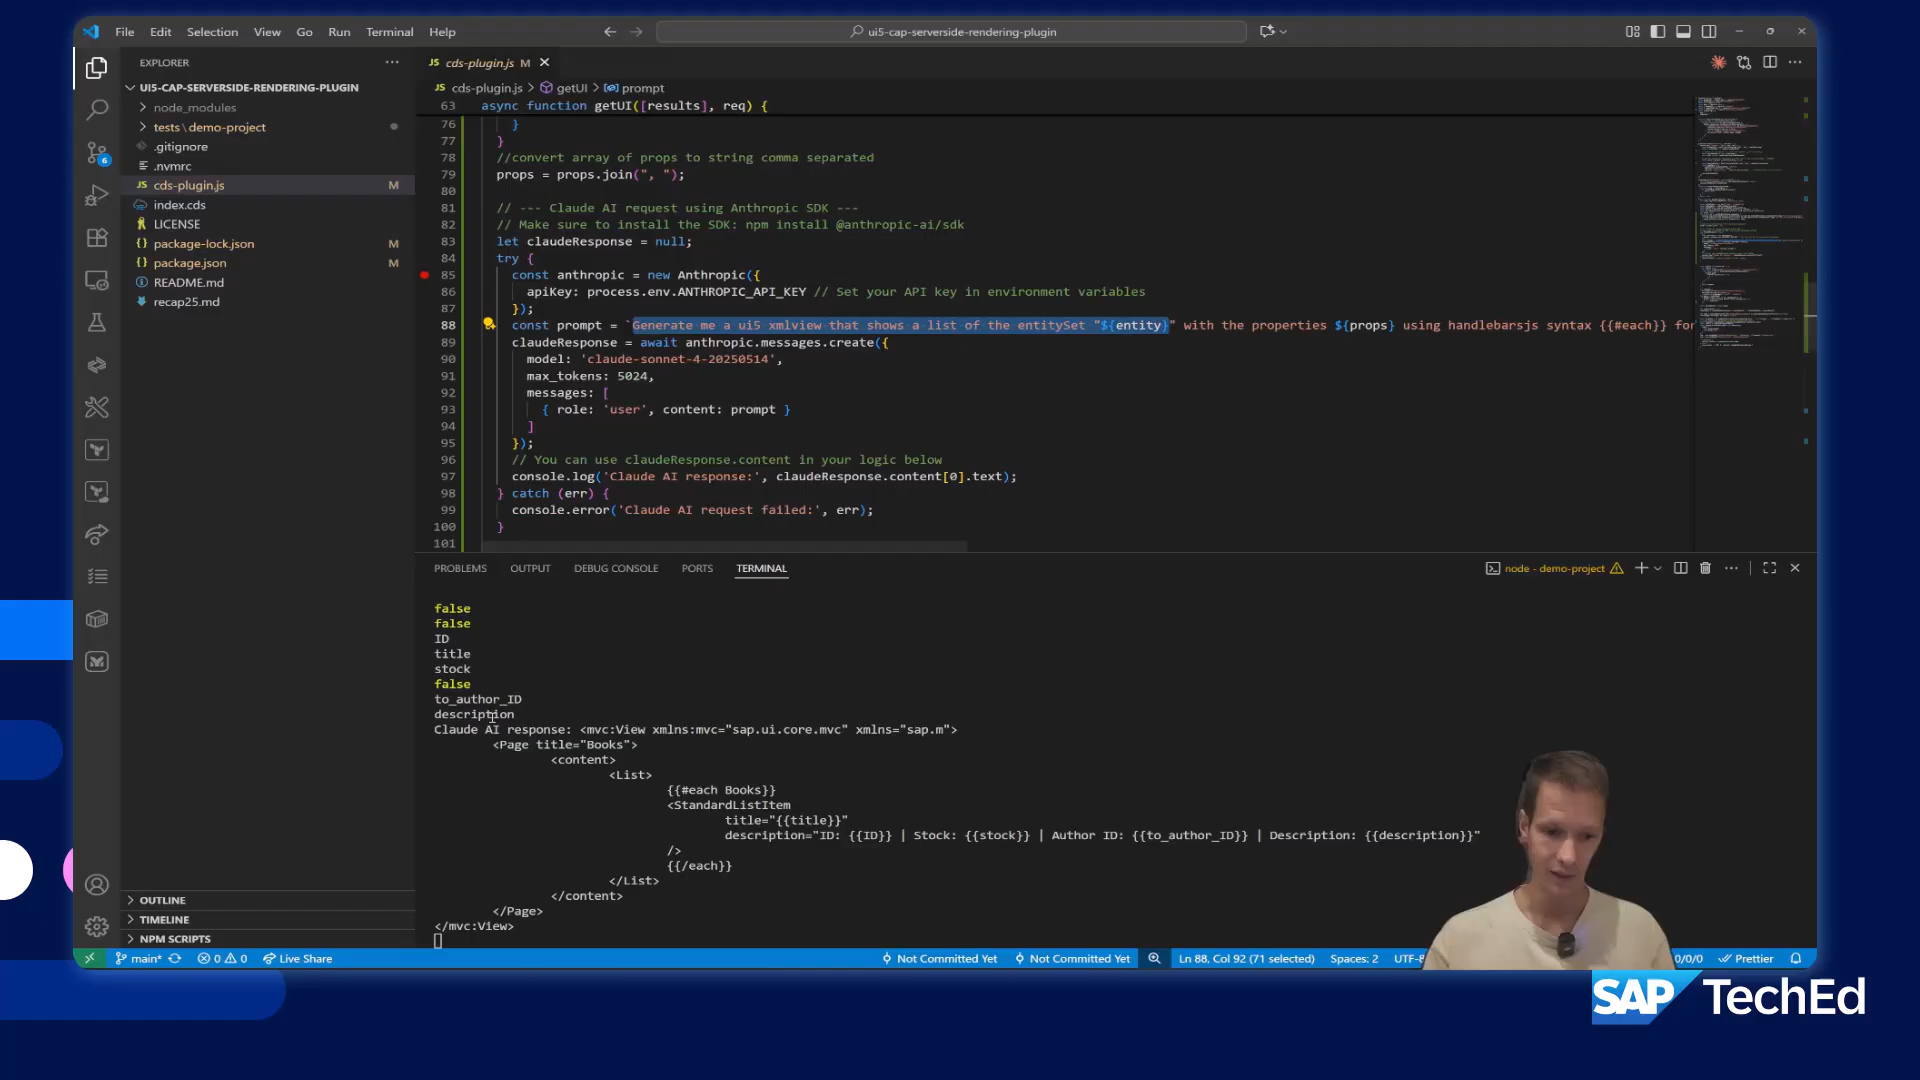 File Edit Selection View Go Run Terminal Help
ui5-cap-serverside-rendering-plugin
EXPLORER
UI5-CAP-SERVERSIDE-RENDERING-PLUGIN
node_modules
tests\demo-project
.gitignore
.nvmrc
cds-plugin.js M
index.cds
LICENSE
package-lock.json M
package.json M
README.md
recap25.md
OUTLINE
TIMELINE
NPM SCRIPTS
6
JS cds-plugin.js M
JS cds-plugin.js > getUI > prompt
63 async function getUI([results], req) {
76 }
77 }
78 //convert array of props to string comma separated
79 props = props.join(", ");
80
81 // --- Claude AI request using Anthropic SDK ---
82 // Make sure to install the SDK: npm install @anthropic-ai/sdk
83 let claudeResponse = null;
84 try {
85 const anthropic = new Anthropic({
86 apiKey: process.env.ANTHROPIC_API_KEY // Set your API key in environment variables
87 });
88 const prompt = `Generate me a ui5 xmlview that shows a list of the entitySet "${entity}" with the properties ${props} using handlebarsjs syntax {{#each}} for
89 claudeResponse = await anthropic.messages.create({
90 model: 'claude-sonnet-4-20250514',
91 max_tokens: 5024,
92 messages: [
93 { role: 'user', content: prompt }
94 ]
95 });
96 // You can use claudeResponse.content in your logic below
97 console.log('Claude AI response:', claudeResponse.content[0].text);
98 } catch (err) {
99 console.error('Claude AI request failed:', err);
100 }
101
PROBLEMS OUTPUT DEBUG CONSOLE PORTS TERMINAL
node - demo-project
false
false
ID
title
stock
false
to_author_ID
description
Claude AI response: <mvc:View xmlns:mvc="sap.ui.core.mvc" xmlns="sap.m">
<Page title="Books">
<content>
<List>
{{#each Books}}
<StandardListItem
title="{{title}}"
description="ID: {{ID}} | Stock: {{stock}} | Author ID: {{to_author_ID}} | Description: {{description}}"
/>
{{/each}}
</List>
</content>
</Page>
</mvc:View>
main* 0 0 Live Share Not Committed Yet Not Committed Yet Ln 88, Col 92 (71 selected) Spaces: 2 UTF-8 0/0/0 Prettier
SAP TechEd